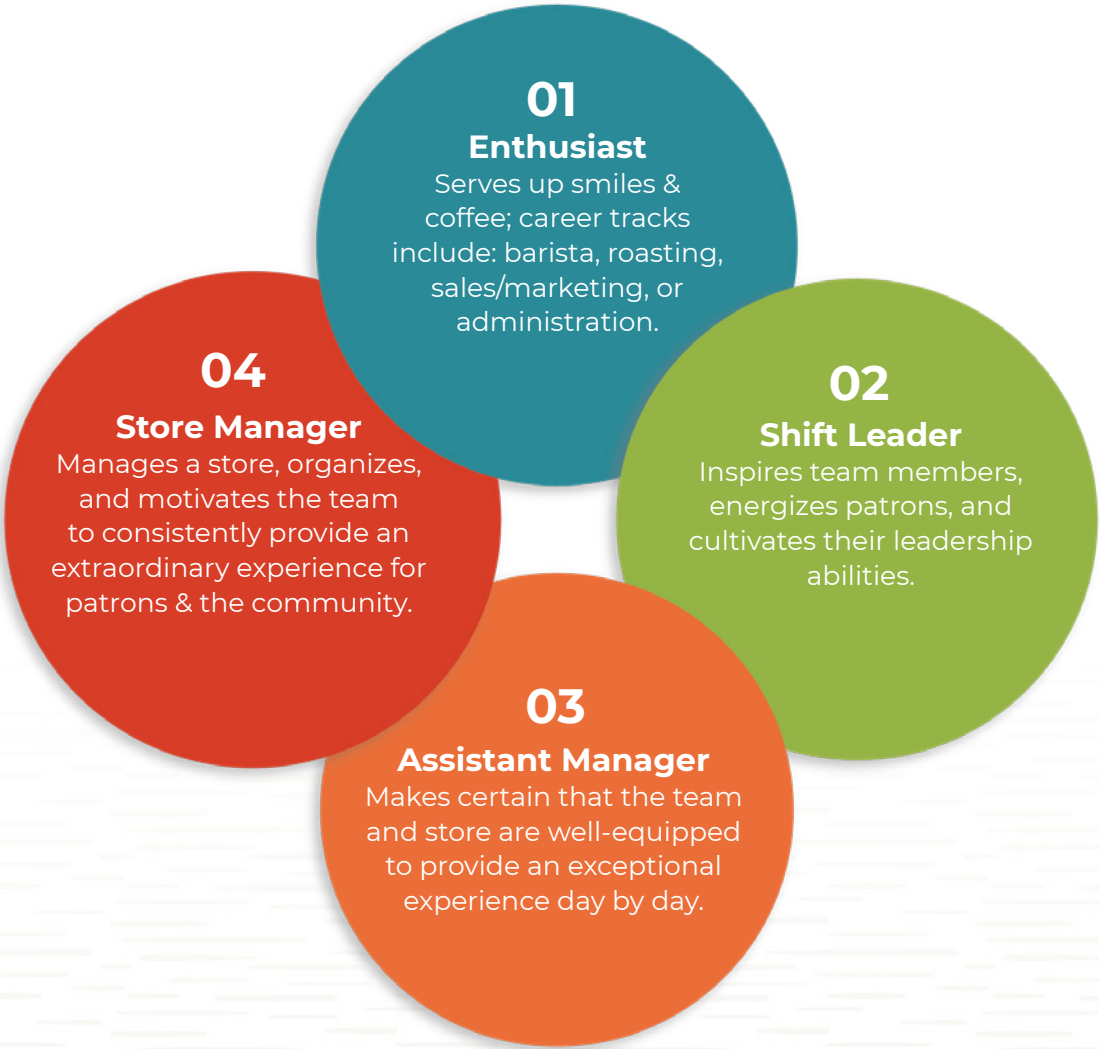 01
Enthusiast
Serves up smiles &
coffee; career tracks
include: barista, roasting,
sales/marketing, or
administration.
02
Shift Leader
Inspires team members,
energizes patrons, and
cultivates their leadership
abilities.
03
Assistant Manager
Makes certain that the team
and store are well-equipped
to provide an exceptional
experience day by day.
04
Store Manager
Manages a store, organizes,
and motivates the team
to consistently provide an
extraordinary experience for
patrons & the community.